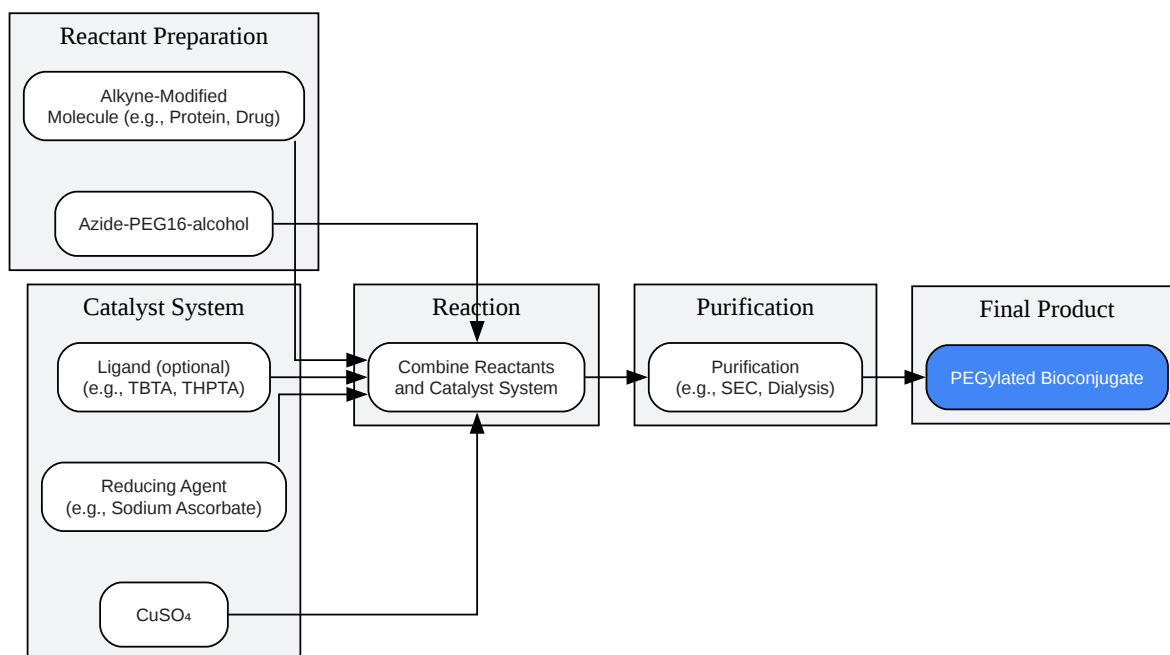 Reactant Preparation
Alkyne-Modified
Molecule (e.g., Protein, Drug)
Azide-PEG16-alcohol
Catalyst System
Ligand (optional)
(e.g., TBTA, THPTA)
Reducing Agent
(e.g., Sodium Ascorbate)
CuSO₄
Reaction
Combine Reactants
and Catalyst System
Purification
Purification
(e.g., SEC, Dialysis)
Final Product
PEGylated Bioconjugate